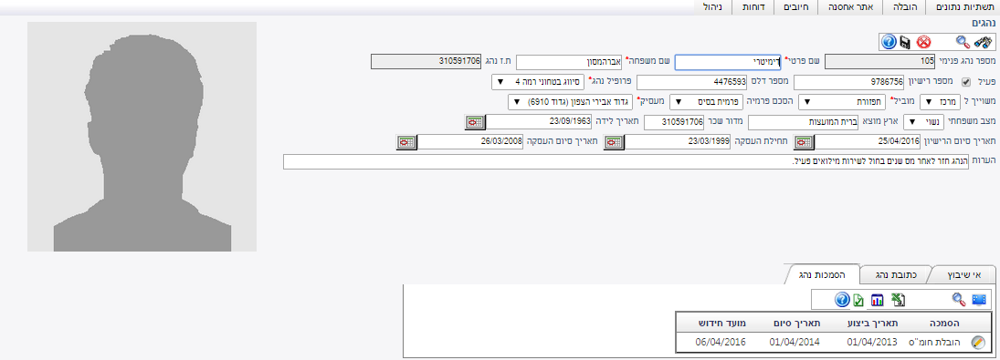 תשתיות נתונים הובלה אתר אחסנה חיובים דוחות ניהול
נהגים
מספר נהג פנימי 105 שם פרטי* דימיטרי שם משפחה* אברהמסון ת.ז נהג 310591706
פעיל מספר רישיון 9786756 מספר דלס 4476593 פרופיל נהג* סיווג בטחוני רמה 4
משוייך ל מרכז מוביל* חפזורת הסכם פרמיה פרמית בסיס מעסיק* גדוד אבירי הצפון (גדוד 6910)
מצב משפחתי נשוי ארץ מוצא ברית המועצות מדור שכר 310591706 תאריך לידה 23/09/1963
תאריך סיום הרישיון 25/04/2016 תחילת העסקה 23/03/1999 תאריך סיום העסקה 26/03/2008
הערות הנהג חזר לאחר מס שנים בחול לשירות מילואים פעיל.
אי שיבוץ כתובת נהג הסמכות נהג
הסמכה תאריך ביצוע תאריך סיום מועד חידוש
הובלת חומ"ס 01/04/2013 01/04/2014 06/04/2016